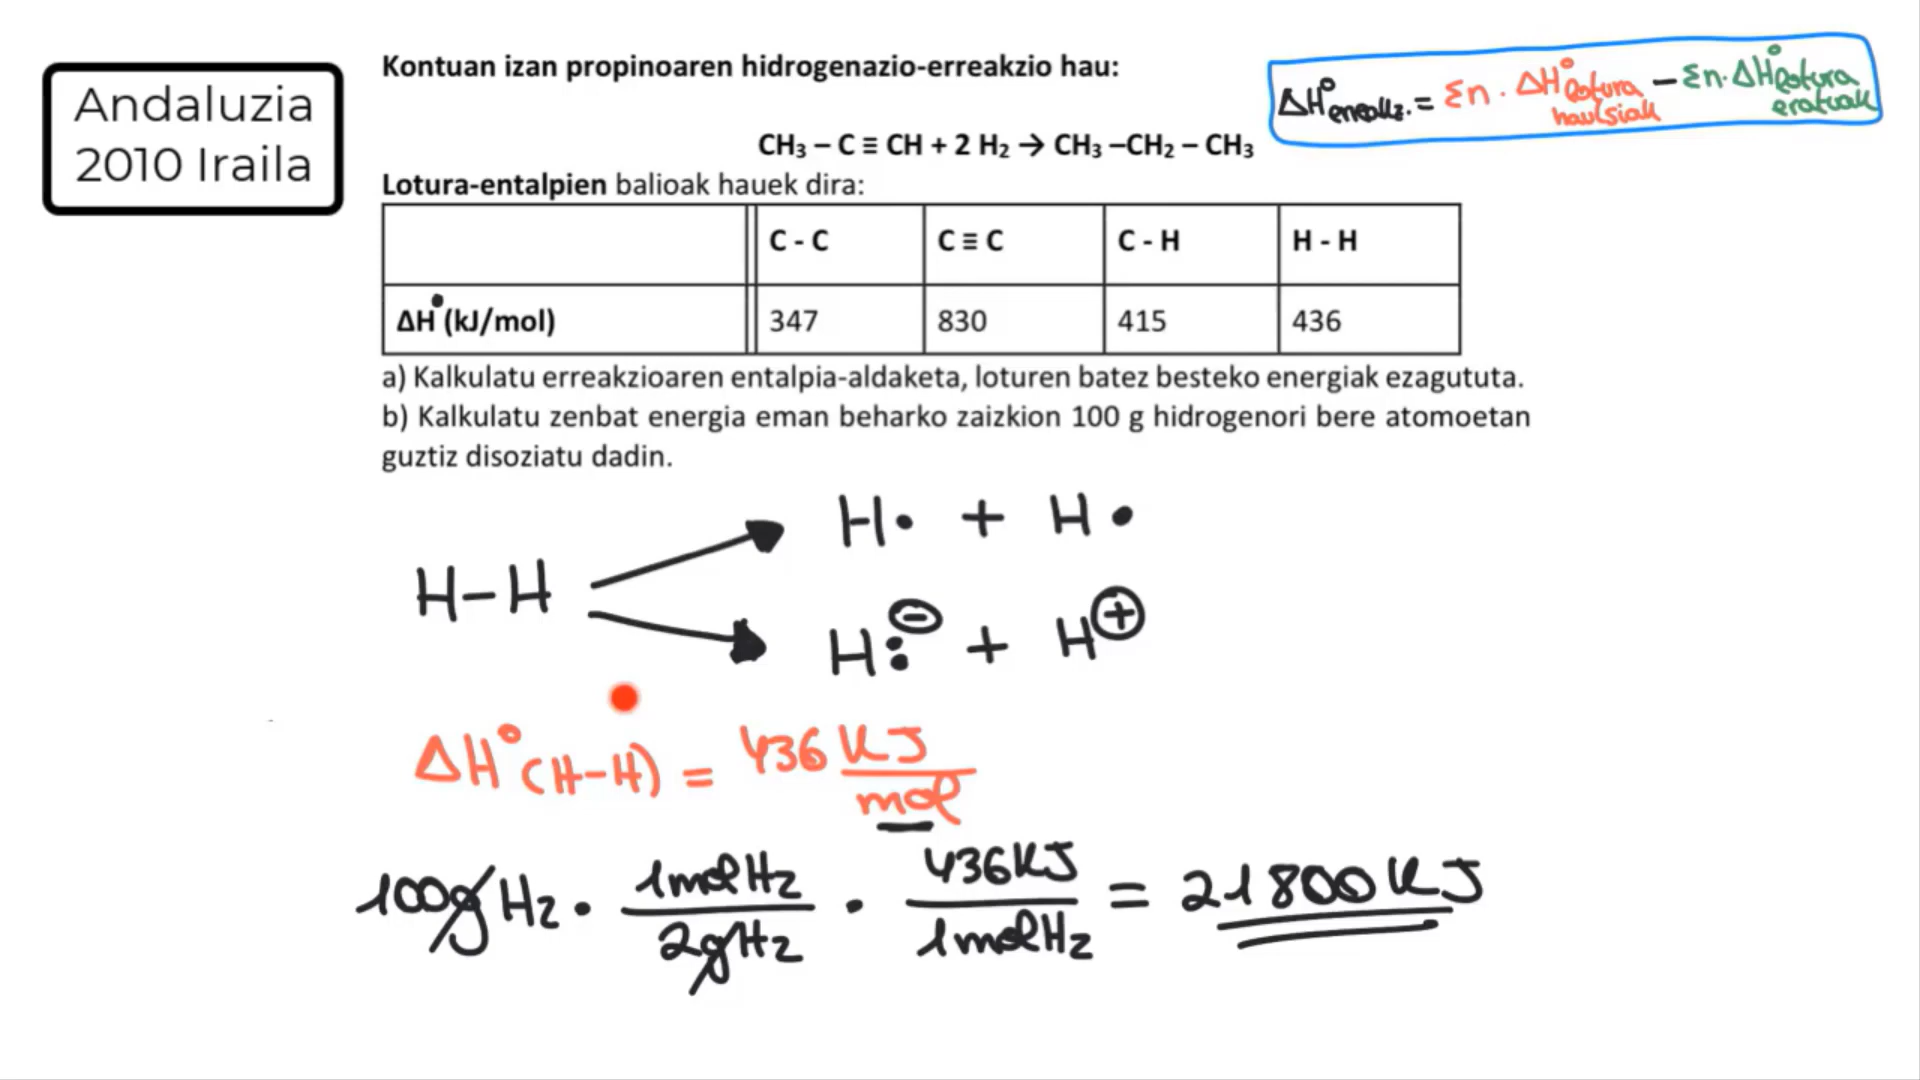 Andaluzia
2010 Iraila
Kontuan izan propinoaren hidrogenazio-erreakzio hau:
ΔH°erreakz. = Σn · ΔH°lotura hautsiak – Σn · ΔH°lotura eratuak
CH₃ – C ≡ CH + 2 H₂ → CH₃ –CH₂ – CH₃
Lotura-entalpien balioak hauek dira:
C - C C ≡ C C - H H - H
ΔH°(kJ/mol) 347 830 415 436
a) Kalkulatu erreakzioaren entalpia-aldaketa, loturen batez besteko energiak ezagututa.
b) Kalkulatu zenbat energia eman beharko zaizkion 100 g hidrogenori bere atomoetan
guztiz disoziatu dadin.
H· + H·
H–H
H:⊖ + H⊕
ΔH°(H–H) = 436 KJ/mol
100g H₂ · 1mol H₂/2g H₂ · 436KJ/1mol H₂ = 21800 KJ